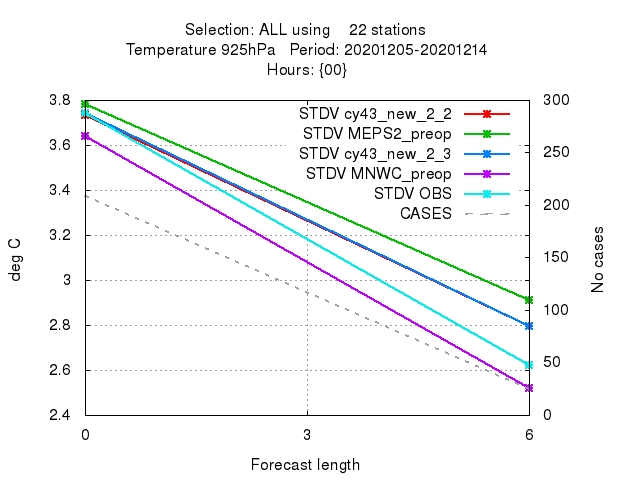 Selection: ALL using    22 stations
Temperature 925hPa   Period: 20201205-20201214
Hours: {00}
3.8
3.6
3.4
3.2
3
2.8
2.6
2.4
deg C
STDV cy43_new_2_2
STDV MEPS2_preop
STDV cy43_new_2_3
STDV MNWC_preop
STDV OBS
CASES
300
250
200
150
100
50
0
No cases
0
3
6
Forecast length